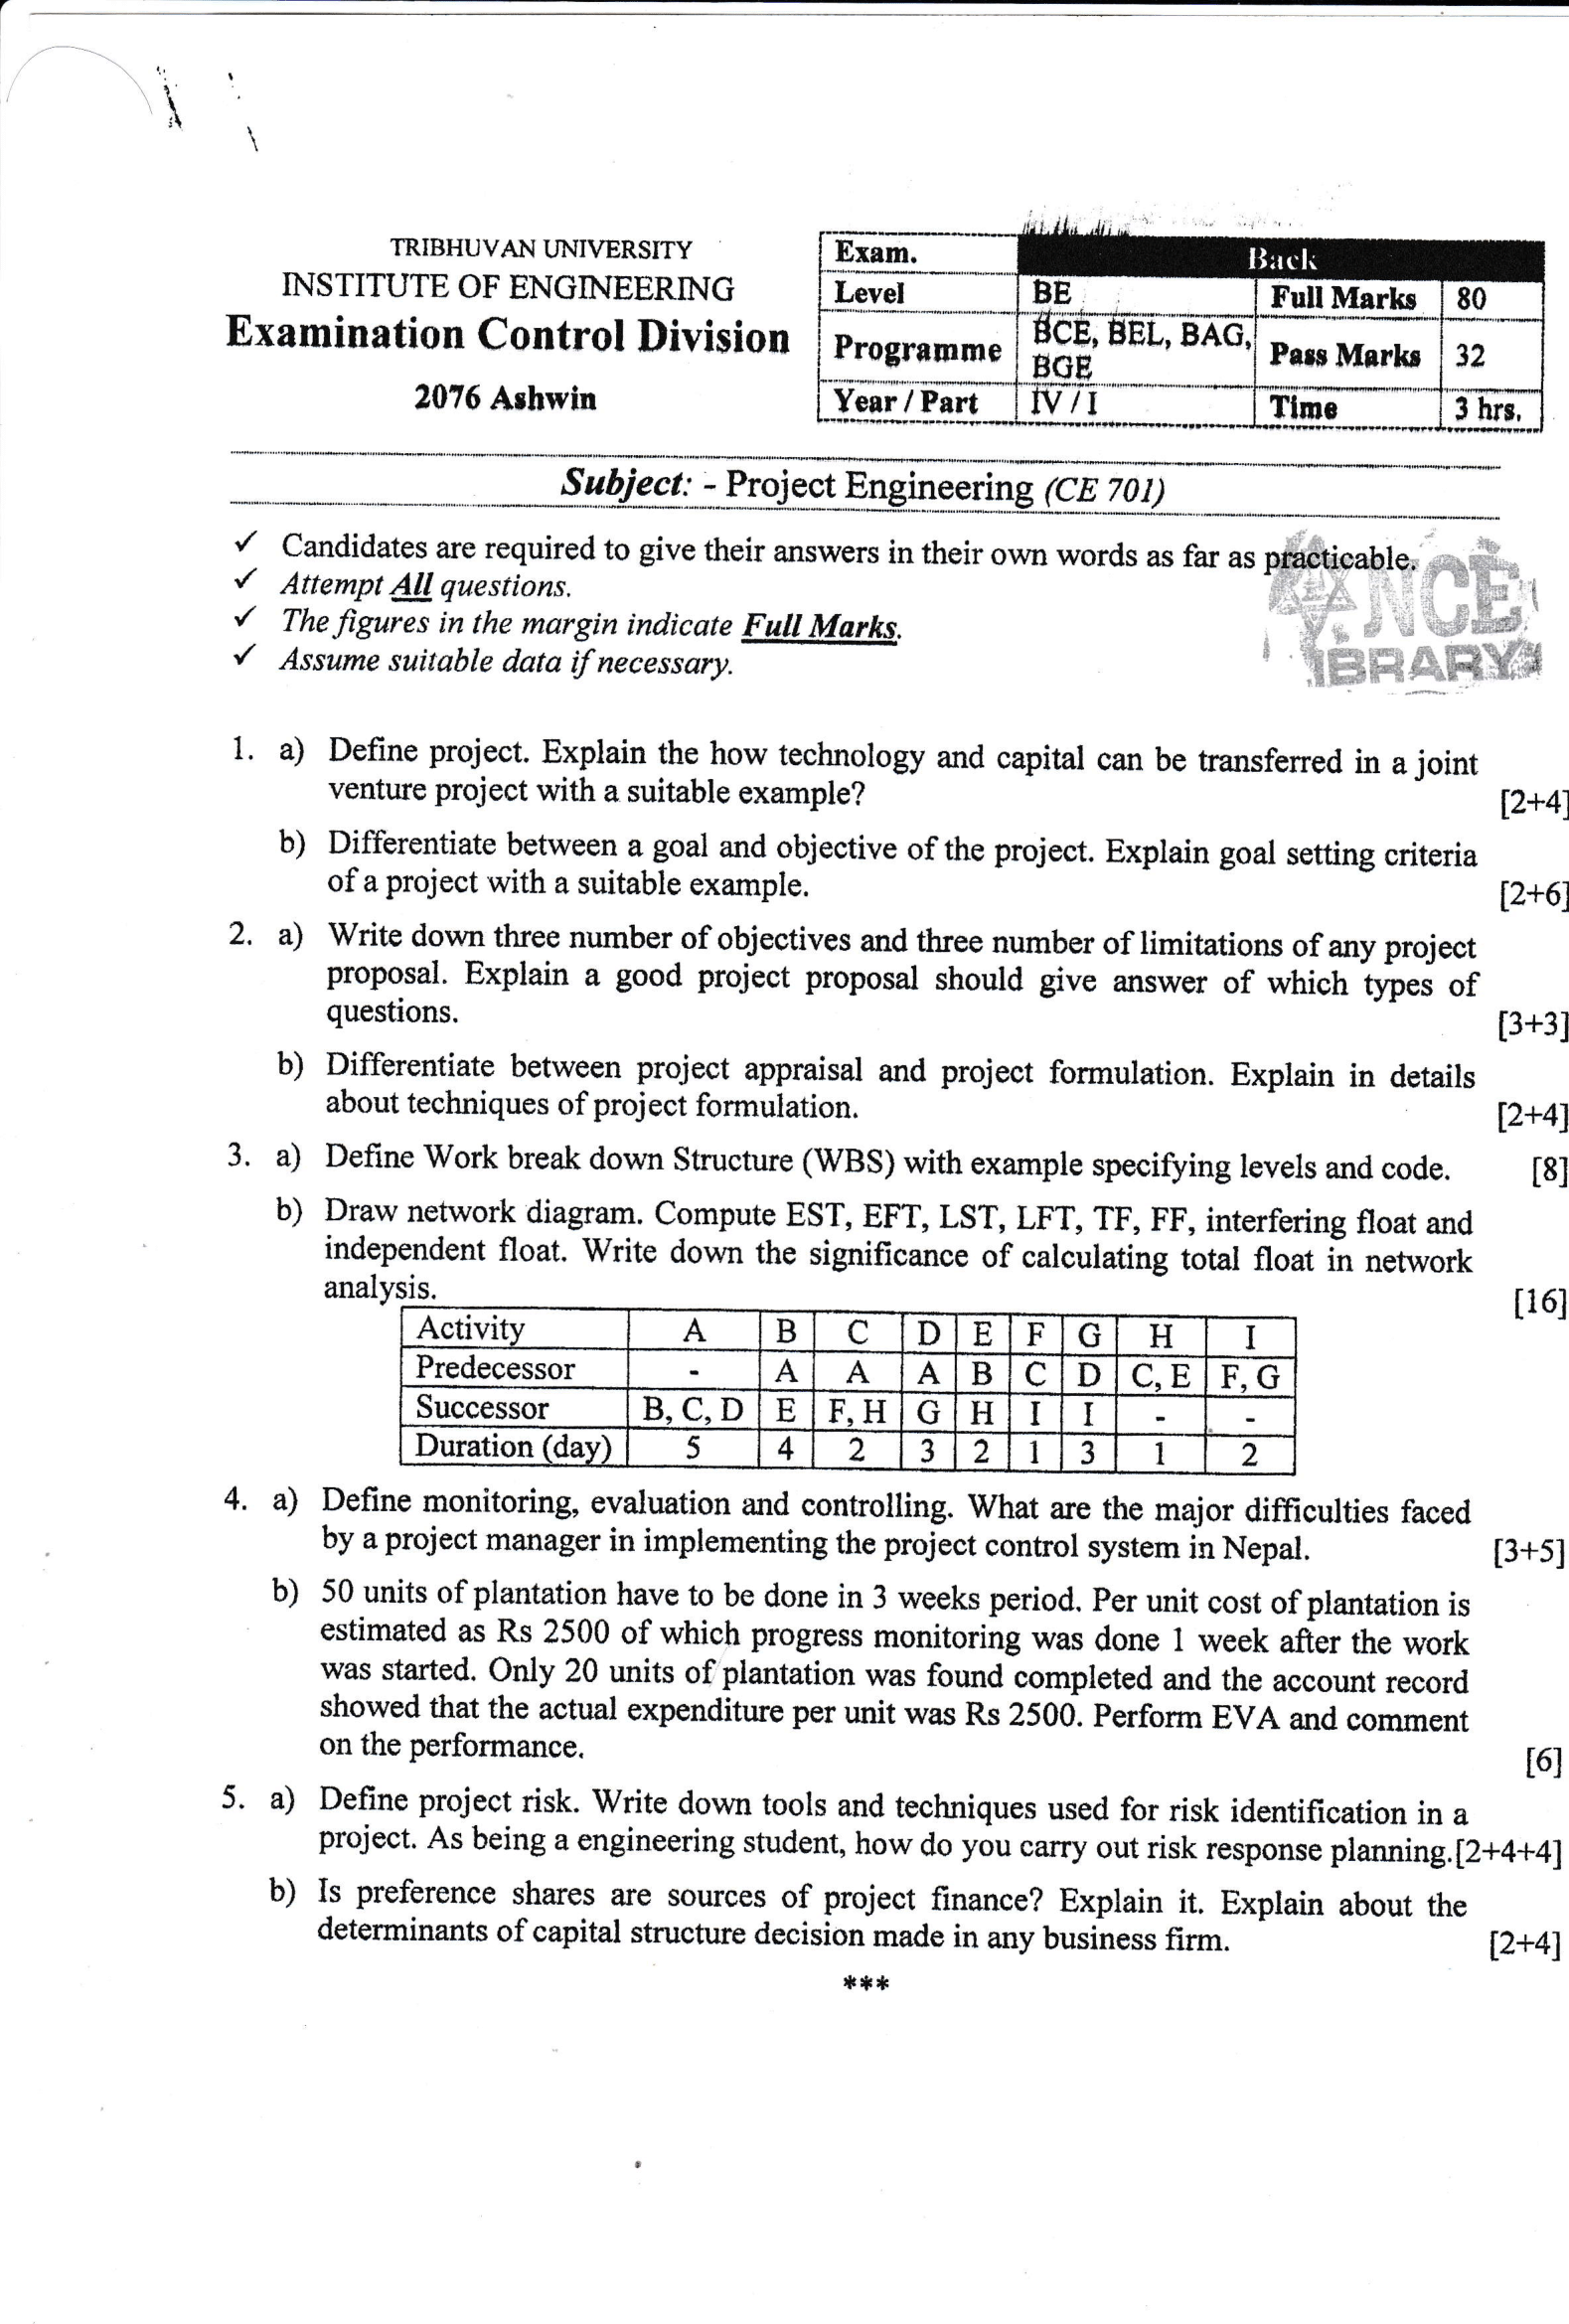 TRIBHUVAN UNIVERSITY
INSTITUTE OF ENGINEERING
Examination Control Division
2076 Ashwin
Exam. Back
Level BE Full Marks 80
Programme BCE, BEL, BAG, BGE Pass Marks 32
Year / Part IV / I Time 3 hrs.
Subject: - Project Engineering (CE 701)
✓ Candidates are required to give their answers in their own words as far as practicable.
✓ Attempt All questions.
✓ The figures in the margin indicate Full Marks.
✓ Assume suitable data if necessary.
NCE
LIBRARY
1. a) Define project. Explain the how technology and capital can be transferred in a joint
venture project with a suitable example? [2+4]
b) Differentiate between a goal and objective of the project. Explain goal setting criteria
of a project with a suitable example. [2+6]
2. a) Write down three number of objectives and three number of limitations of any project
proposal. Explain a good project proposal should give answer of which types of
questions. [3+3]
b) Differentiate between project appraisal and project formulation. Explain in details
about techniques of project formulation. [2+4]
3. a) Define Work break down Structure (WBS) with example specifying levels and code. [8]
b) Draw network diagram. Compute EST, EFT, LST, LFT, TF, FF, interfering float and
independent float. Write down the significance of calculating total float in network
analysis. [16]
Activity A B C D E F G H I
Predecessor - A A A B C D C, E F, G
Successor B, C, D E F, H G H I I - -
Duration (day) 5 4 2 3 2 1 3 1 2
4. a) Define monitoring, evaluation and controlling. What are the major difficulties faced
by a project manager in implementing the project control system in Nepal. [3+5]
b) 50 units of plantation have to be done in 3 weeks period. Per unit cost of plantation is
estimated as Rs 2500 of which progress monitoring was done 1 week after the work
was started. Only 20 units of plantation was found completed and the account record
showed that the actual expenditure per unit was Rs 2500. Perform EVA and comment
on the performance. [6]
5. a) Define project risk. Write down tools and techniques used for risk identification in a
project. As being a engineering student, how do you carry out risk response planning.[2+4+4]
b) Is preference shares are sources of project finance? Explain it. Explain about the
determinants of capital structure decision made in any business firm. [2+4]
***